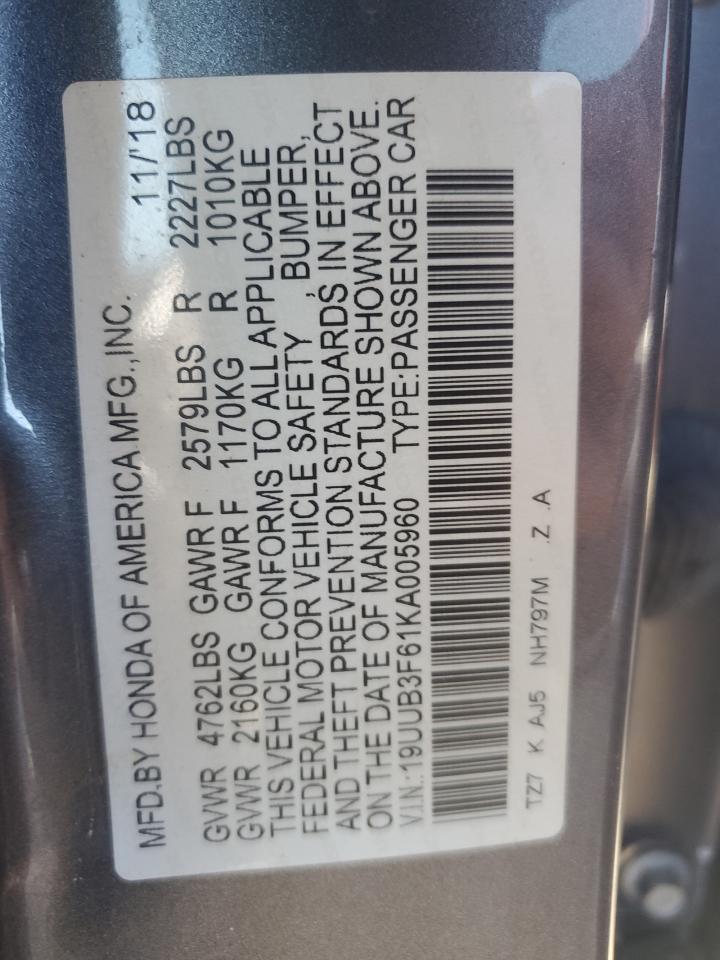 MFD.BY HONDA OF AMERICA MFG.,INC. 11/'18
GVWR 4762LBS GAWR F 2579LBS R 2227LBS
GVWR 2160KG GAWR F 1170KG R 1010KG
THIS VEHICLE CONFORMS TO ALL APPLICABLE
FEDERAL MOTOR VEHICLE SAFETY , BUMPER,
AND THEFT PREVENTION STANDARDS IN EFFECT
ON THE DATE OF MANUFACTURE SHOWN ABOVE.
V.I.N.:19UUB3F61KA005960 TYPE:PASSENGER CAR
TZ7 K AJ5 NH797M .Z .A